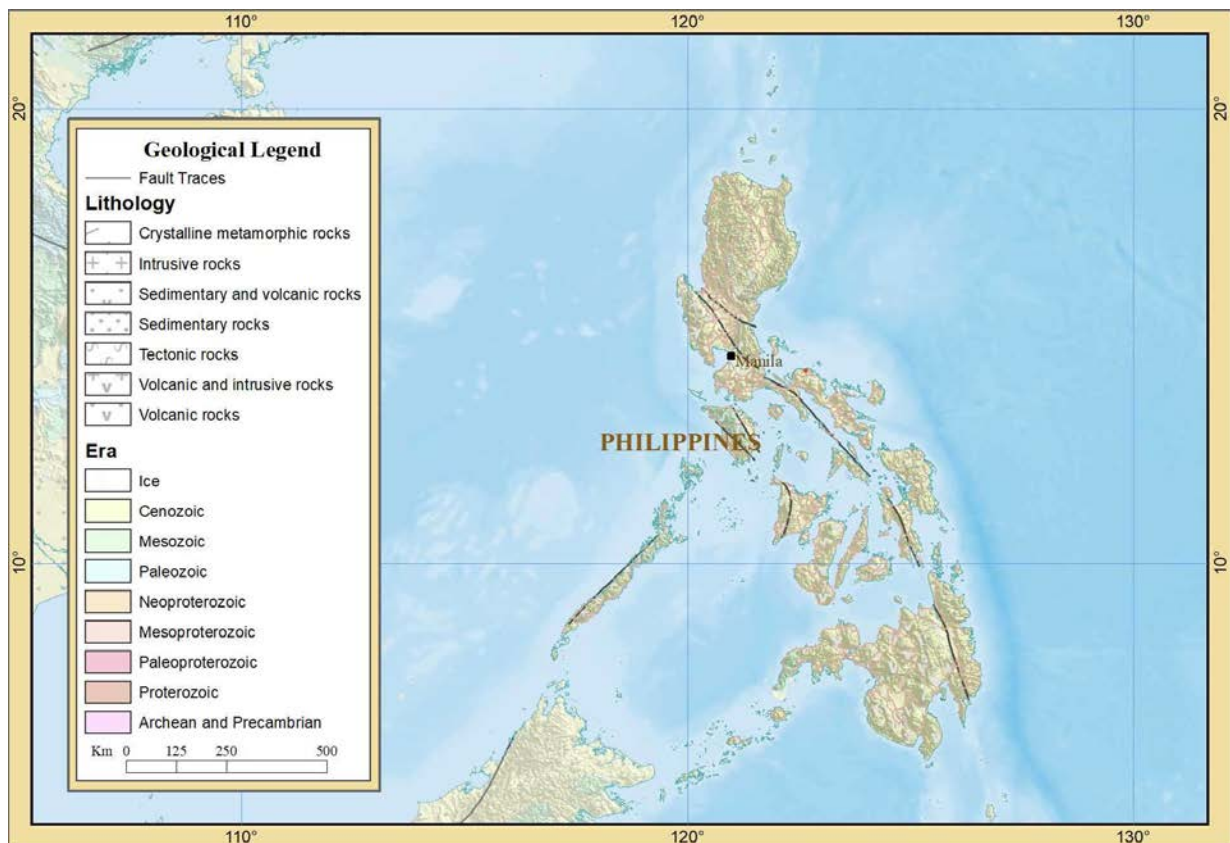 110°
120°
130°
20°
20°
Geological Legend
Fault Traces
Lithology
Crystalline metamorphic rocks
Intrusive rocks
Sedimentary and volcanic rocks
Sedimentary rocks
Tectonic rocks
Volcanic and intrusive rocks
Volcanic rocks
Era
Ice
Cenozoic
Mesozoic
Paleozoic
Neoproterozoic
Mesoproterozoic
Paleoproterozoic
Proterozoic
Archean and Precambrian
Km 0 125 250 500
Manila
PHILIPPINES
10°
10°
110°
120°
130°